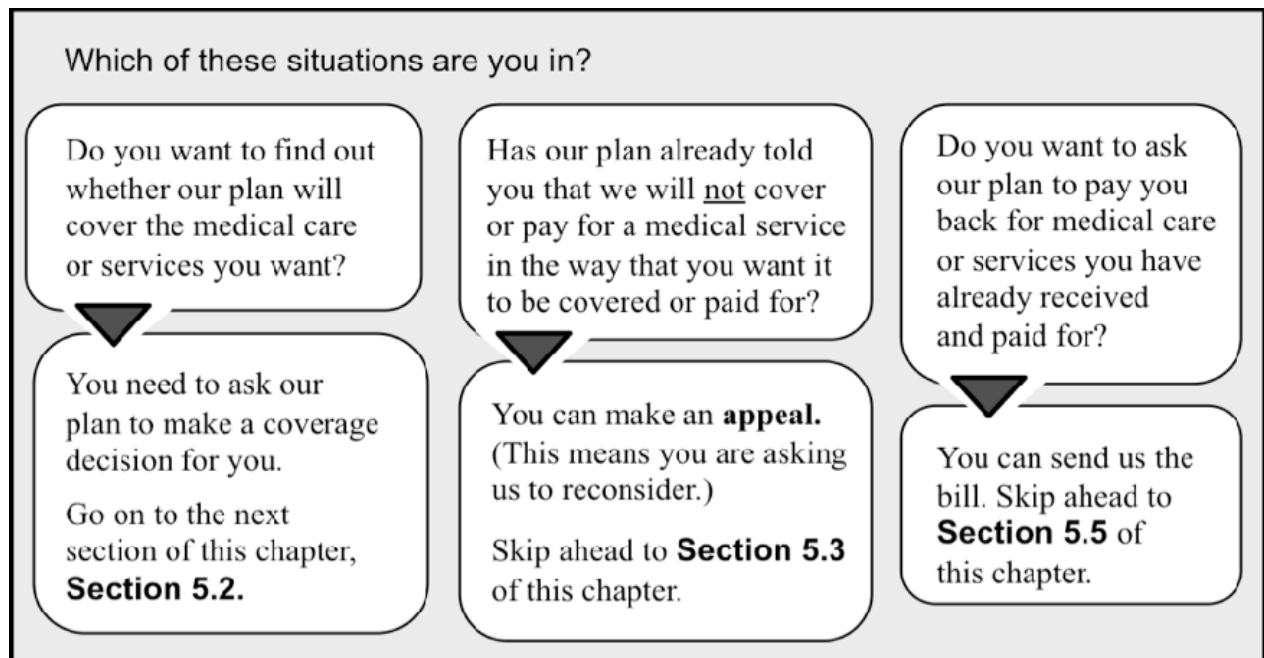 Which of these situations are you in?
Do you want to find out
whether our plan will
cover the medical care
or services you want?
You need to ask our
plan to make a coverage
decision for you.
Go on to the next
section of this chapter,
Section 5.2.
Has our plan already told
you that we will not cover
or pay for a medical service
in the way that you want it
to be covered or paid for?
You can make an appeal.
(This means you are asking
us to reconsider.)
Skip ahead to Section 5.3
of this chapter.
Do you want to ask
our plan to pay you
back for medical care
or services you have
already received
and paid for?
You can send us the
bill. Skip ahead to
Section 5.5 of
this chapter.